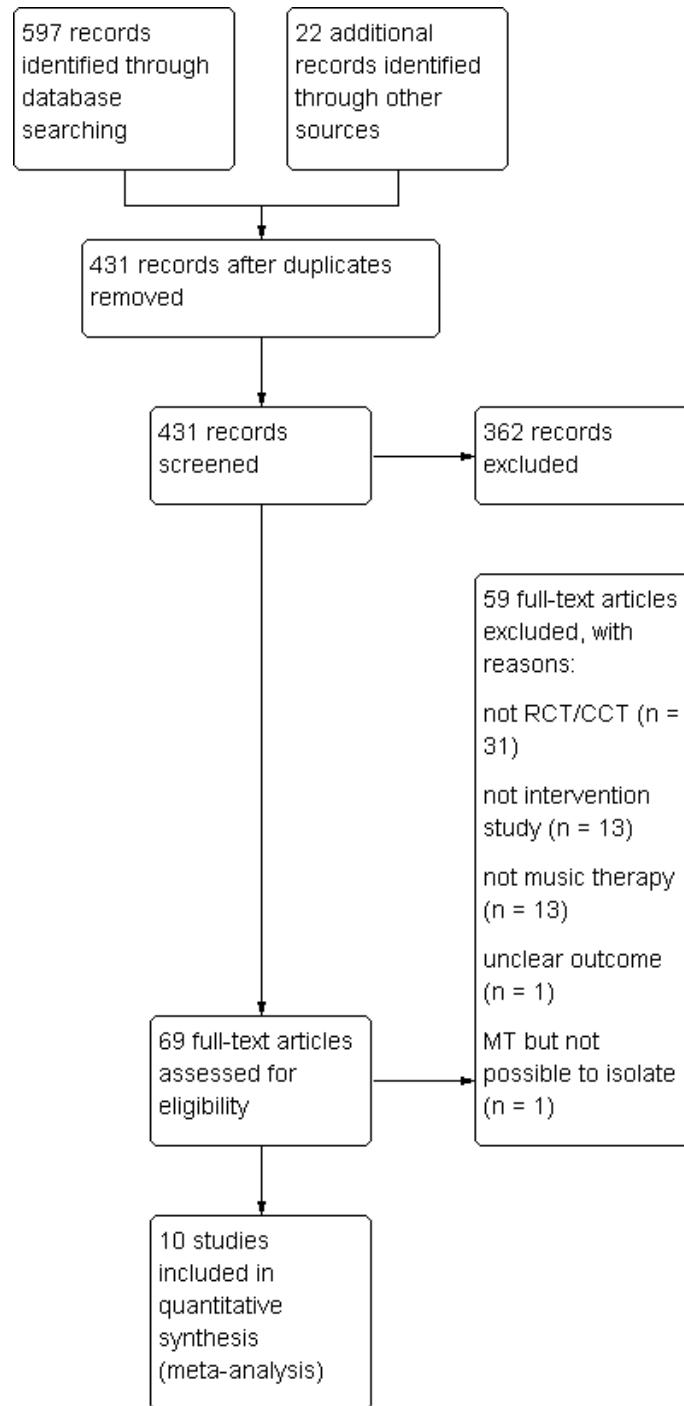 597 records
identified through
database
searching
22 additional
records identified
through other
sources
431 records after duplicates
removed
431 records
screened
362 records
excluded
59 full-text articles
excluded, with
reasons:
not RCT/CCT (n =
31)
not intervention
study (n = 13)
not music therapy
(n = 13)
unclear outcome
(n = 1)
MT but not
possible to isolate
(n = 1)
69 full-text articles
assessed for
eligibility
10 studies
included in
quantitative
synthesis
(meta-analysis)